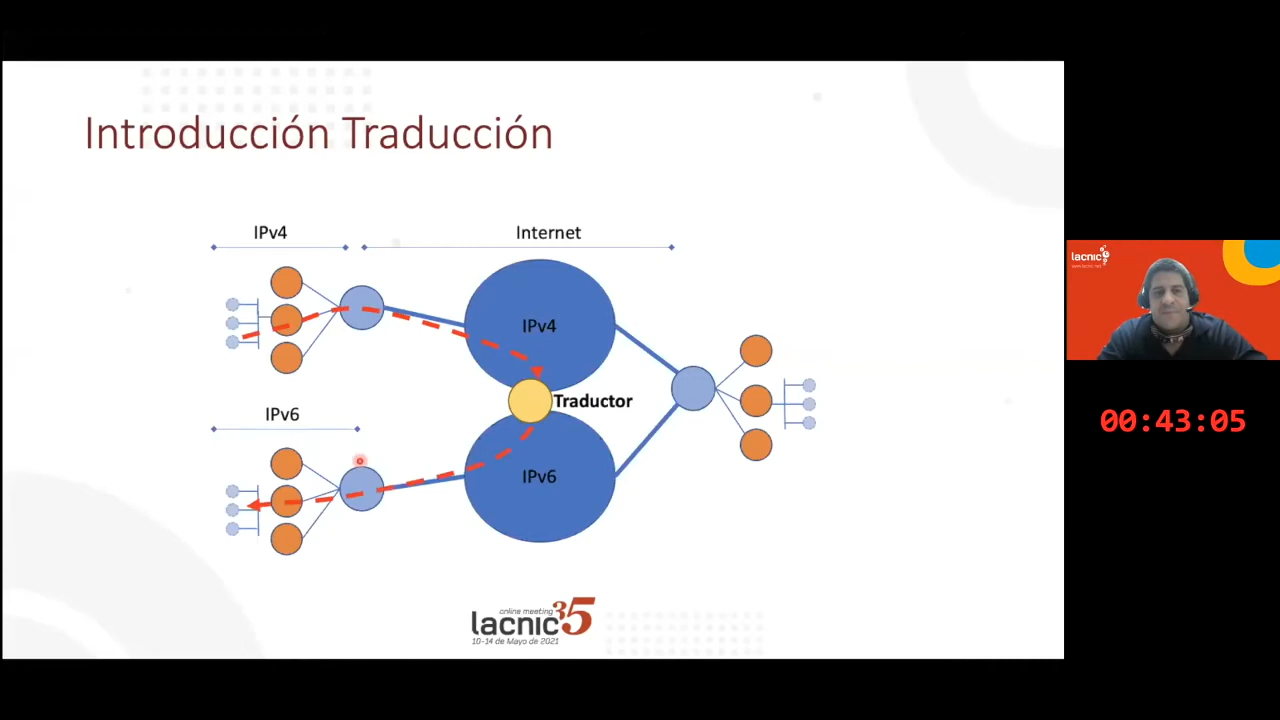 Introducción Traducción
IPv4
Internet
IPv4
Traductor
IPv6
IPv6
online meeting
lacnic35
10-14 de Mayo de 2021
lacnic
00:43:05